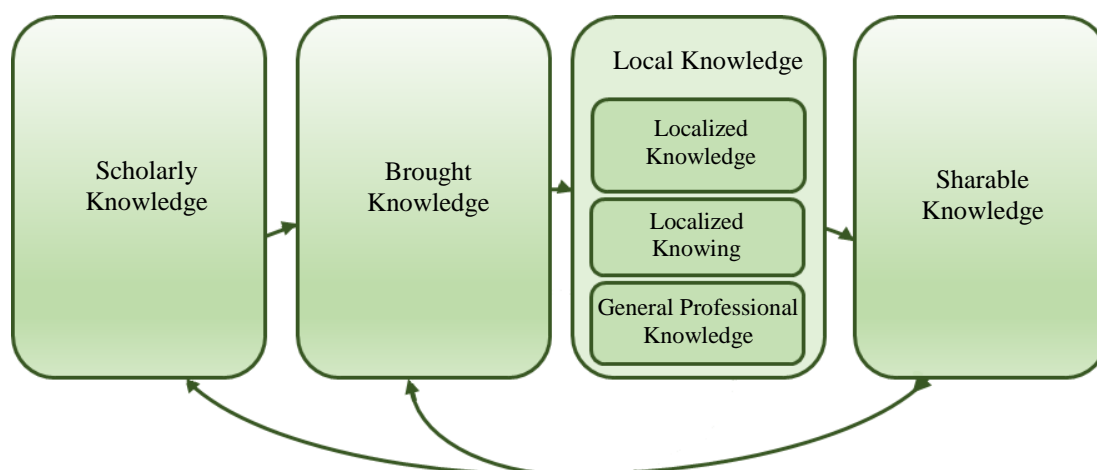 Scholarly
Knowledge
Brought
Knowledge
Local Knowledge
Localized
Knowledge
Localized
Knowing
General Professional
Knowledge
Sharable
Knowledge